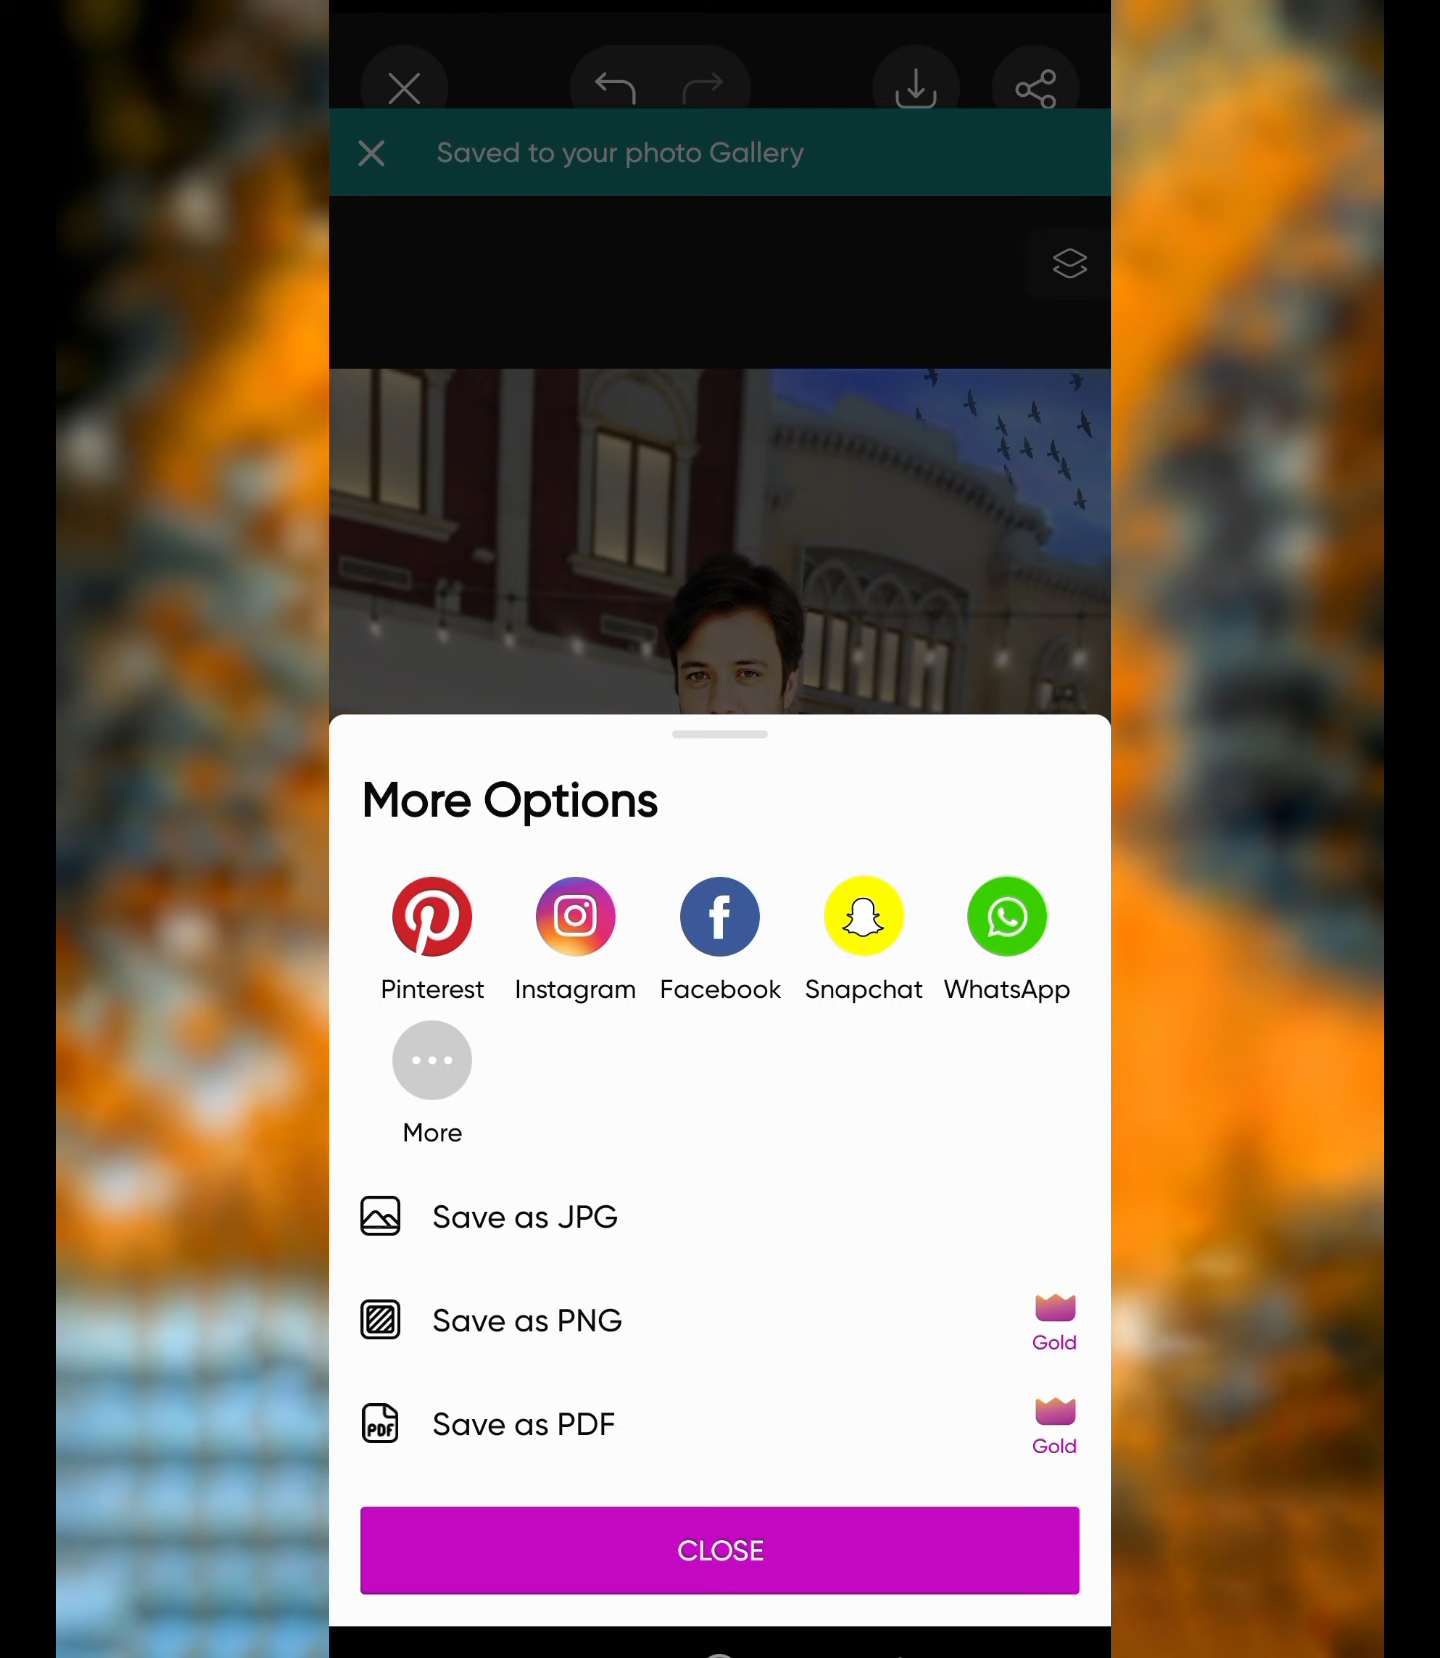 Saved to your photo Gallery
More Options
Pinterest Instagram Facebook Snapchat WhatsApp
More
Save as JPG
Save as PNG
Gold
PDF
Save as PDF
Gold
CLOSE